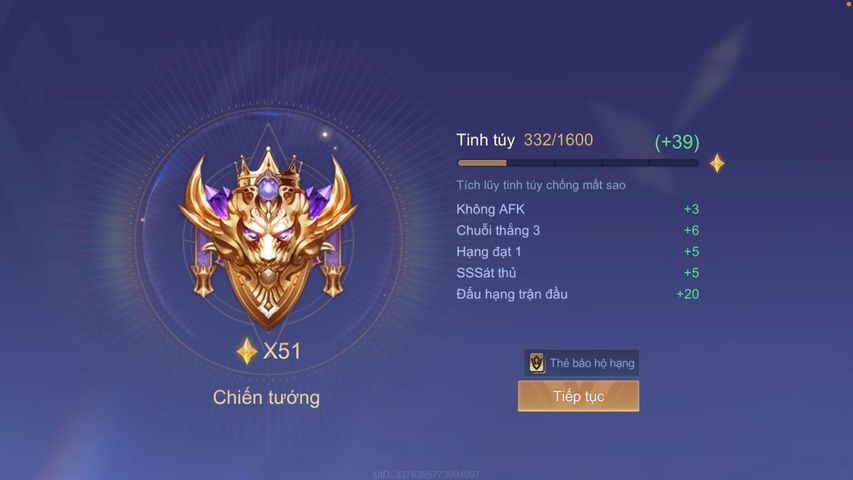 Tinh túy 332/1600 (+39)
Tích lũy tinh túy chống mất sao
Không AFK +3
Chuỗi thắng 3 +6
Hạng đạt 1 +5
SSSát thủ +5
Đấu hạng trận đầu +20
X51
Chiến tướng
Thẻ bảo hộ hạng
Tiếp tục
UID: 3378395773994097